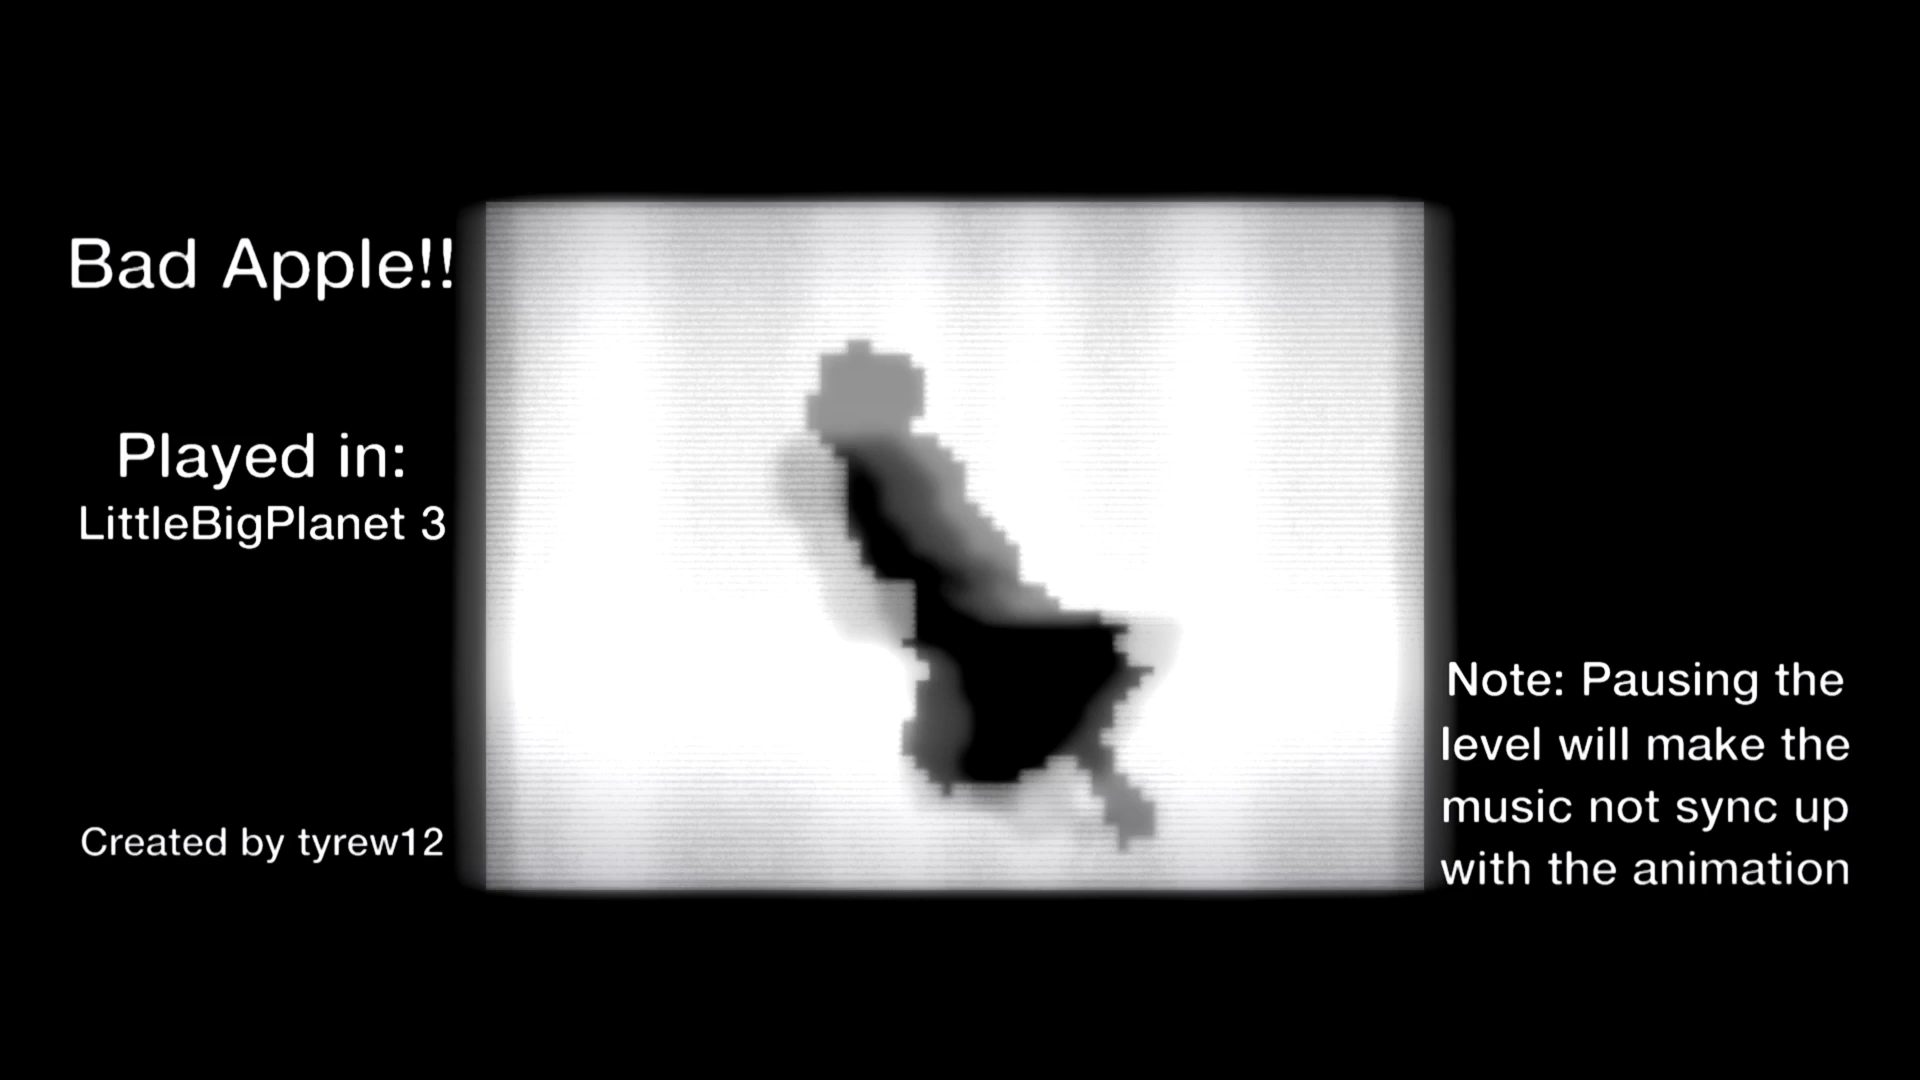 Bad Apple!!
Played in:
LittleBigPlanet 3
Created by tyrew12
Note: Pausing the
level will make the
music not sync up
with the animation